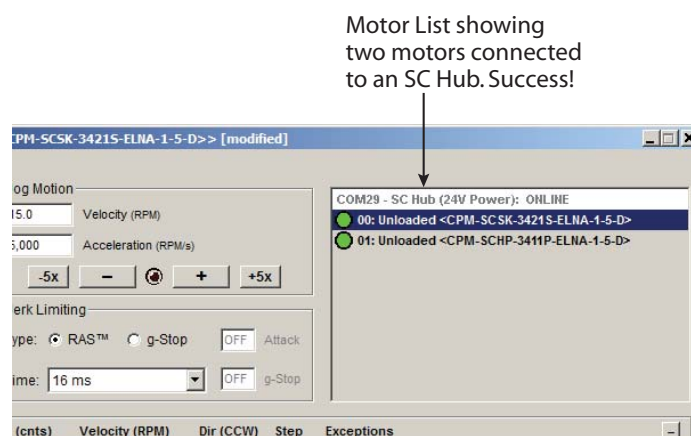 Motor List showing
two motors connected
to an SC Hub. Success!
CPM-SCSK-3421S-ELNA-1-5-D>> [modified]
og Motion
15.0 Velocity (RPM)
5,000 Acceleration (RPM/s)
-5x − + +5x
erk Limiting
ype: RAS™ g-Stop OFF Attack
ime: 16 ms OFF g-Stop
COM29 - SC Hub (24V Power): ONLINE
00: Unloaded <CPM-SCSK-3421S-ELNA-1-5-D>
01: Unloaded <CPM-SCHP-3411P-ELNA-1-5-D>
(cnts) Velocity (RPM) Dir (CCW) Step Exceptions